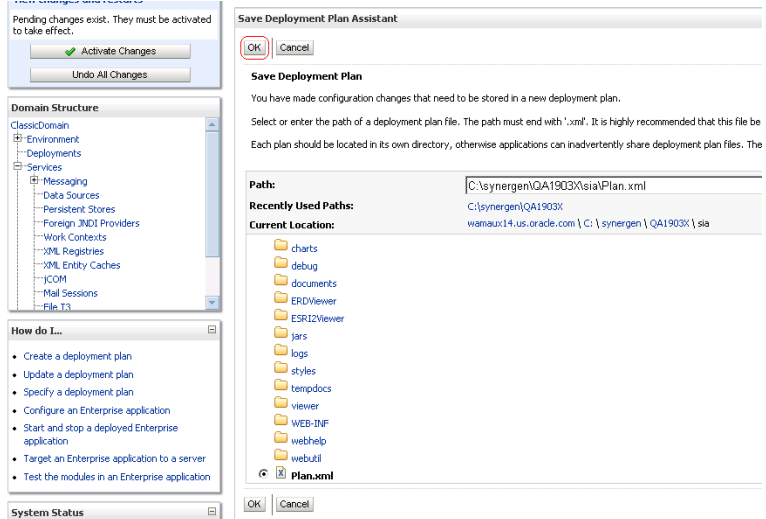 View changes and restarts
Pending changes exist. They must be activated
to take effect.
Activate Changes
Undo All Changes
Domain Structure
ClassicDomain
Environment
Deployments
Services
Messaging
Data Sources
Persistent Stores
Foreign JNDI Providers
Work Contexts
XML Registries
XML Entity Caches
jCOM
Mail Sessions
File T3
How do I...
Create a deployment plan
Update a deployment plan
Specify a deployment plan
Configure an Enterprise application
Start and stop a deployed Enterprise
application
Target an Enterprise application to a server
Test the modules in an Enterprise application
System Status
Save Deployment Plan Assistant
OK Cancel
Save Deployment Plan
You have made configuration changes that need to be stored in a new deployment plan.
Select or enter the path of a deployment plan file. The path must end with '.xml'. It is highly recommended that this file be
Each plan should be located in its own directory, otherwise applications can inadvertently share deployment plan files. The
Path: C:\synergen\QA1903X\sia\Plan.xml
Recently Used Paths: C:\synergen\QA1903X
Current Location: wamaux14.us.oracle.com \ C: \ synergen \ QA1903X \ sia
charts
debug
documents
ERDViewer
ESRI2Viewer
jars
logs
styles
tempdocs
viewer
WEB-INF
webhelp
webutil
Plan.xml
OK Cancel